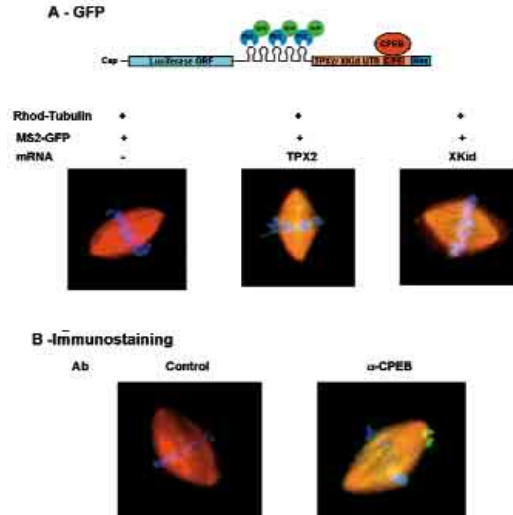 A - GFP
CPEB
Cap Luciferase ORF TPX2/ XKid UTR CPE
Rhod-Tubulin + + +
MS2-GFP + + +
mRNA - TPX2 XKid
B -Immunostaining
Ab Control α-CPEB